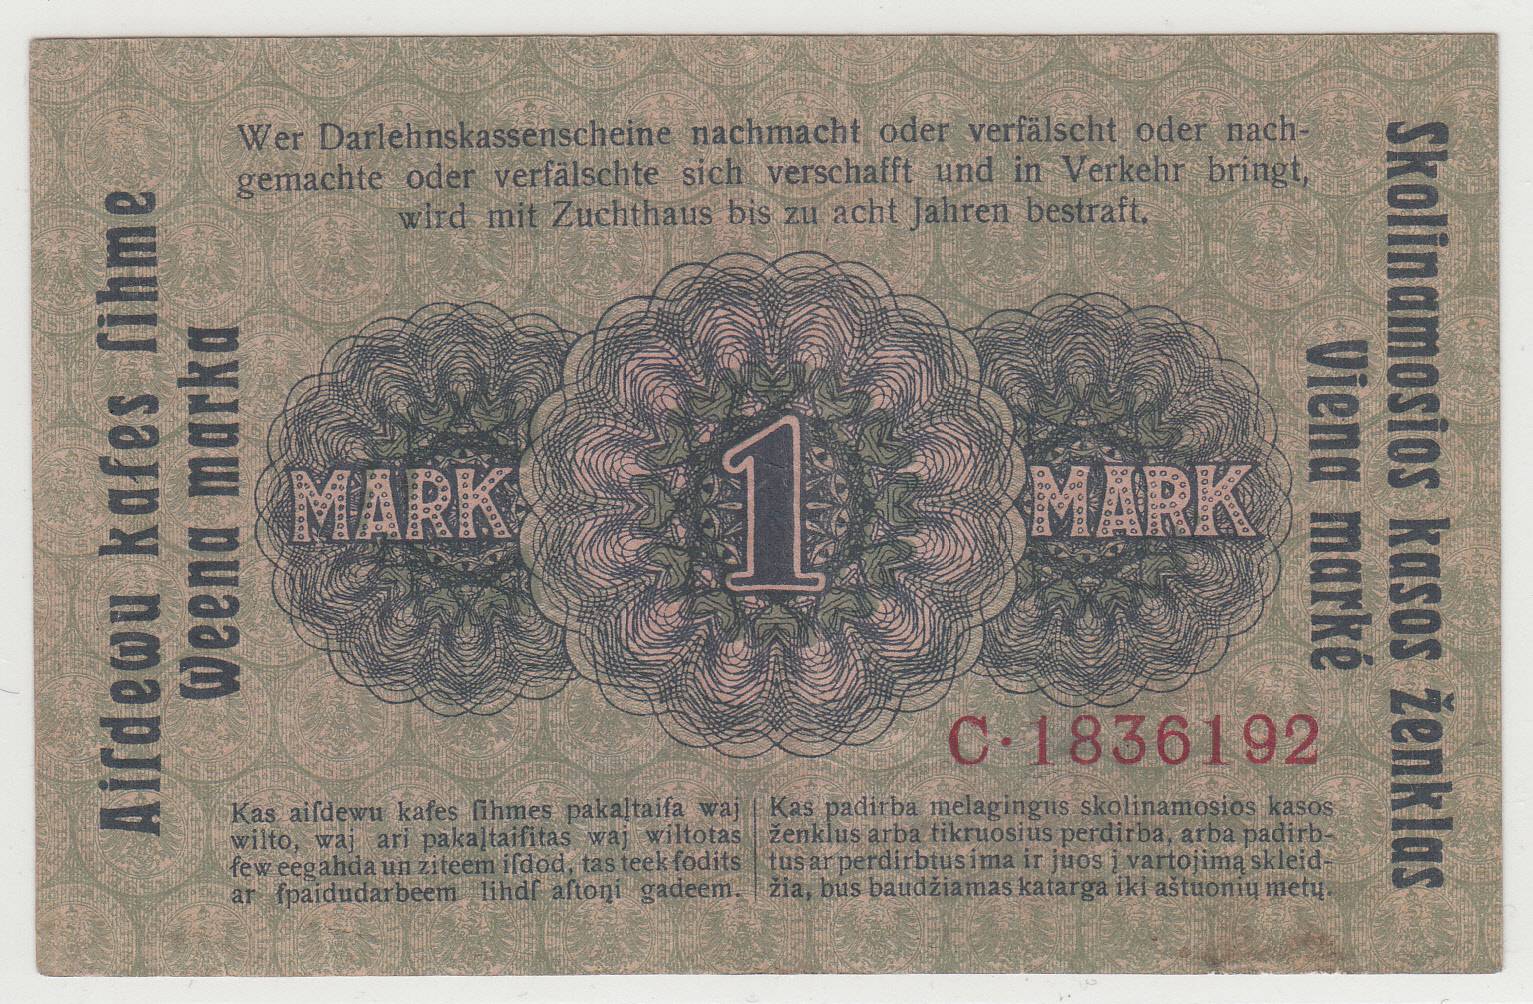 Wer Darlehnskassenscheine nachmacht oder verfälscht oder nach-
gemachte oder verfälschte sich verschafft und in Verkehr bringt,
wird mit Zuchthaus bis zu acht Jahren bestraft.
Aiſdewu kaſes ſihme
Weena marka
MARK
1
MARK
Skolinamosios kasos ženklas
Viena markė
C·1836192
Kas aiſdewu kaſes ſihmes pakaļtaiſa waj
wilto, waj ari pakaļtaiſitas waj wiltotas
ſew eegahda un ziteem iſdod, tas teek ſodits
ar ſpaidudarbeem lihdſ aſtoņi gadeem.
Kas padirba melagingus skolinamosios kasos
ženklus arba tikruosius perdirba, arba padirb-
tus ar perdirbtus ima ir juos į vartojimą skleid-
žia, bus baudžiamas katarga iki aštuonių metų.